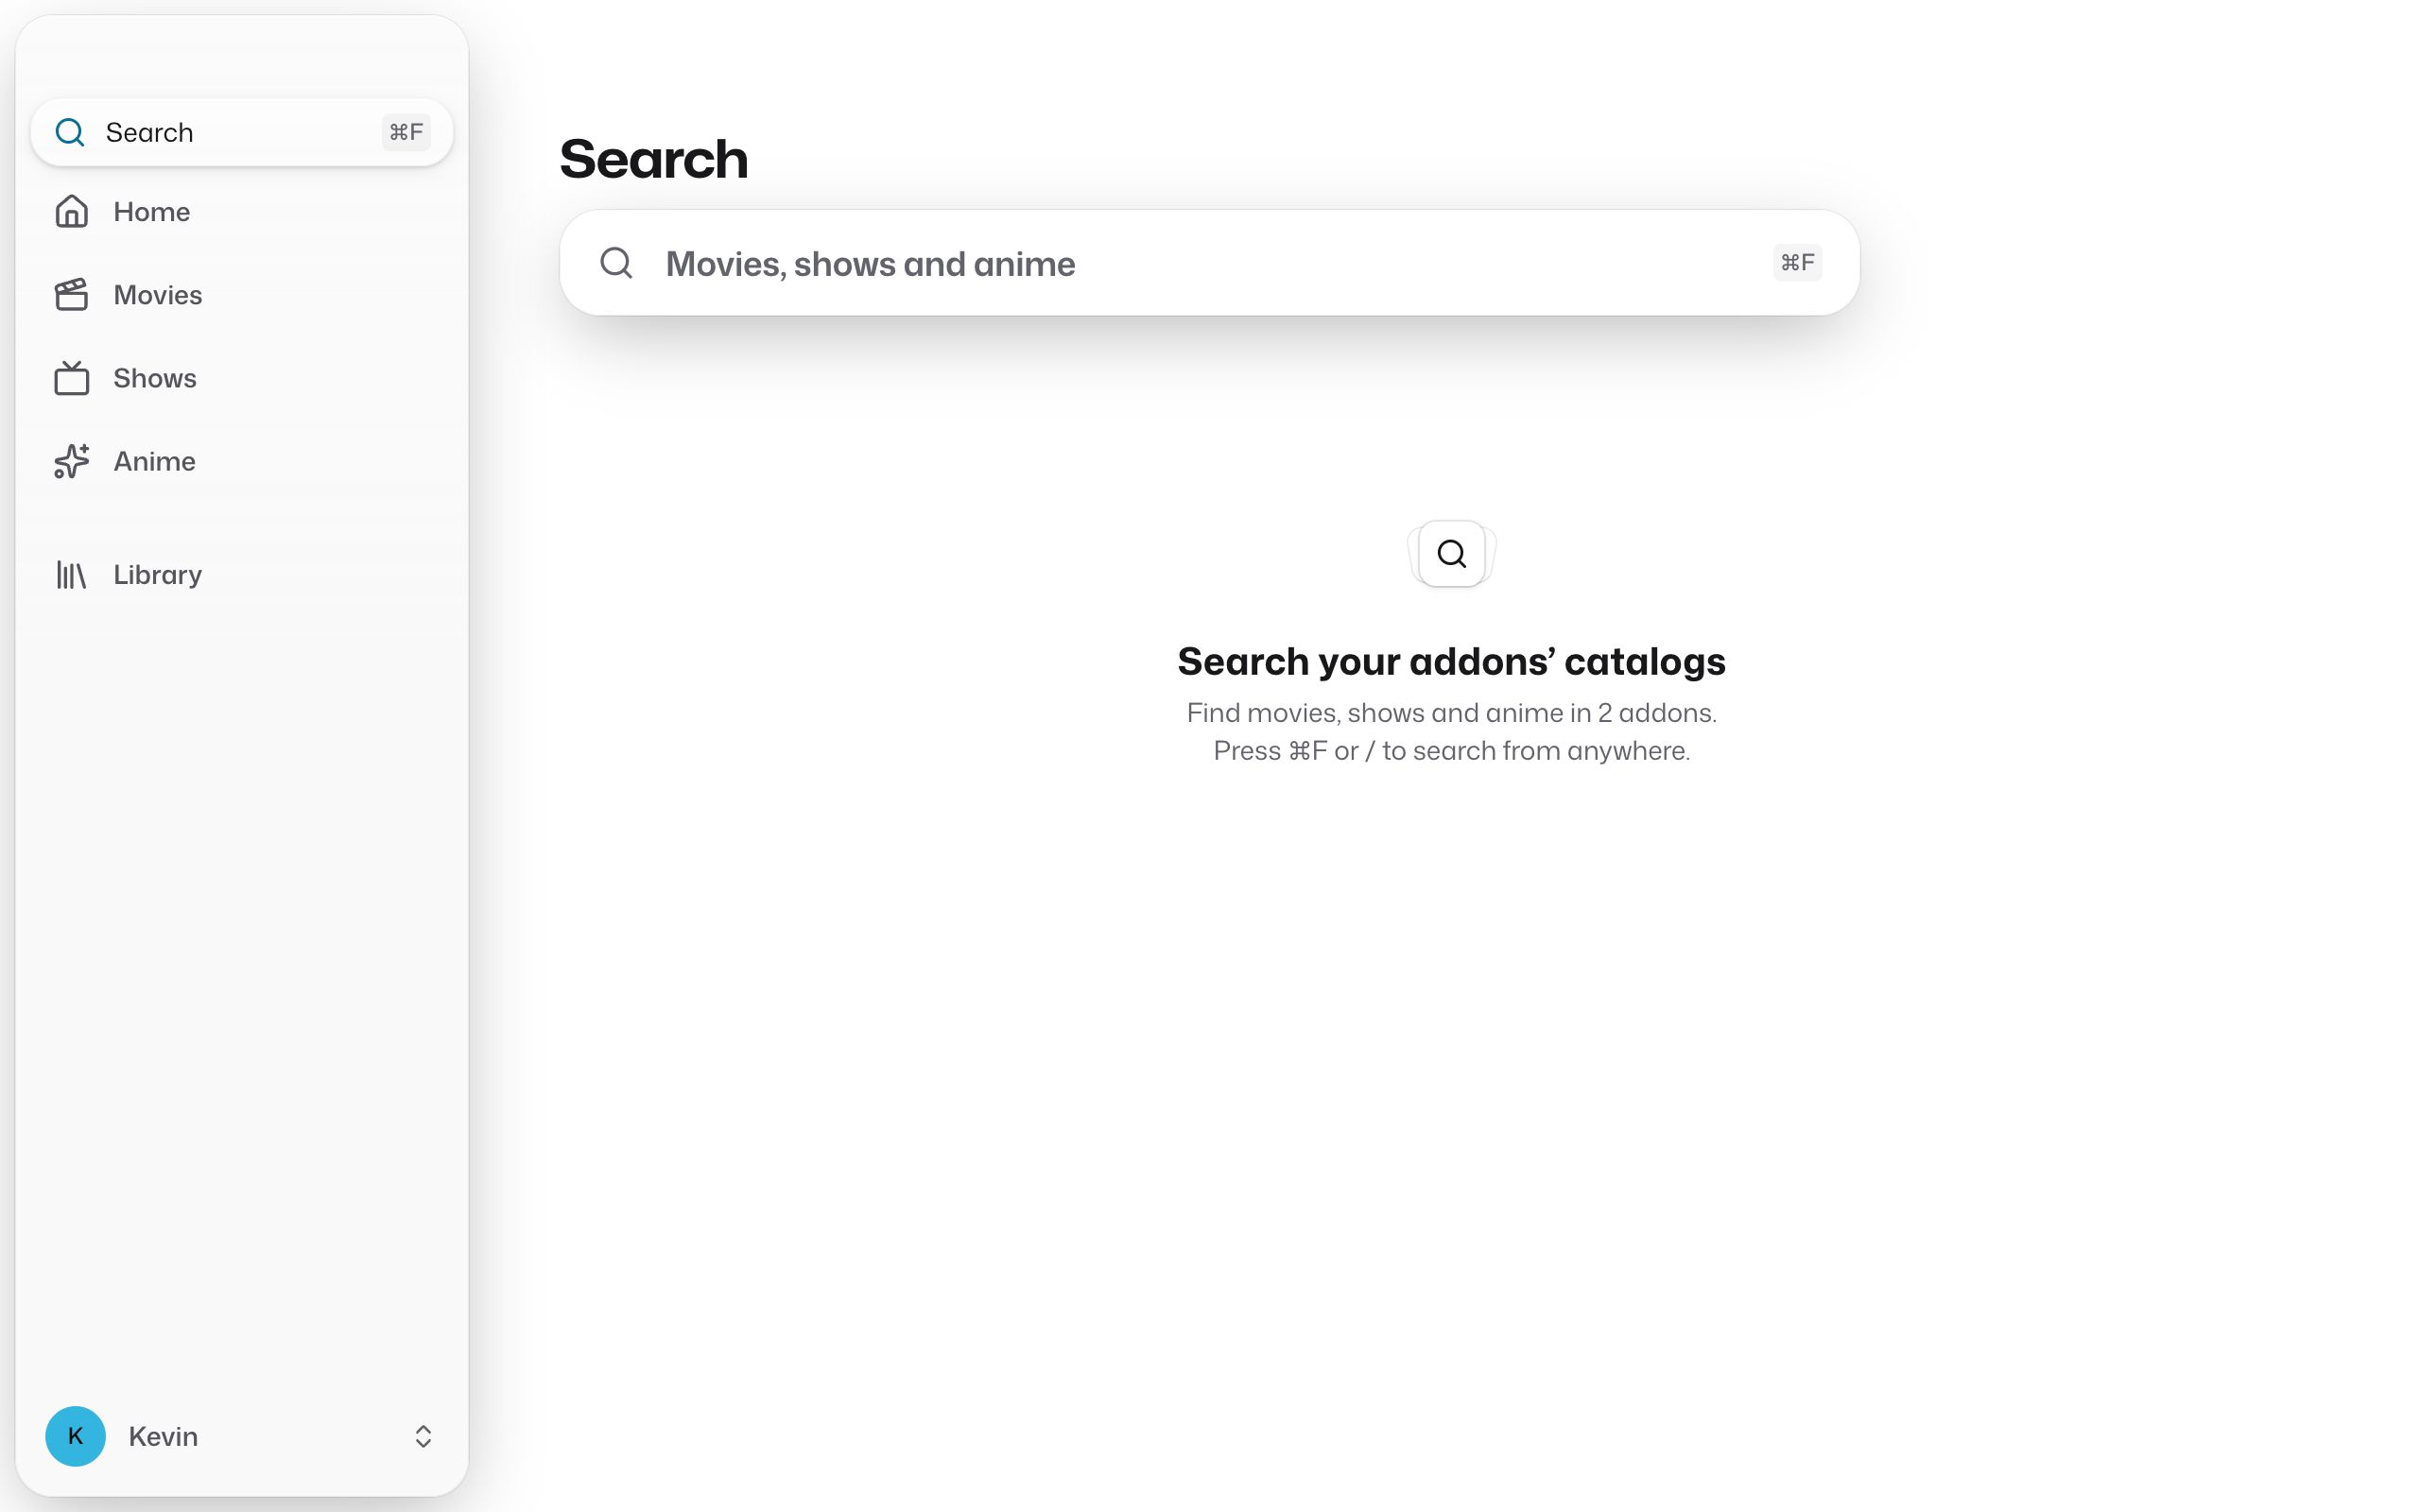 Search ⌘F
Home
Movies
Shows
Anime
Library
K Kevin
Search
Movies, shows and anime ⌘F
Search your addons’ catalogs
Find movies, shows and anime in 2 addons.
Press ⌘F or / to search from anywhere.